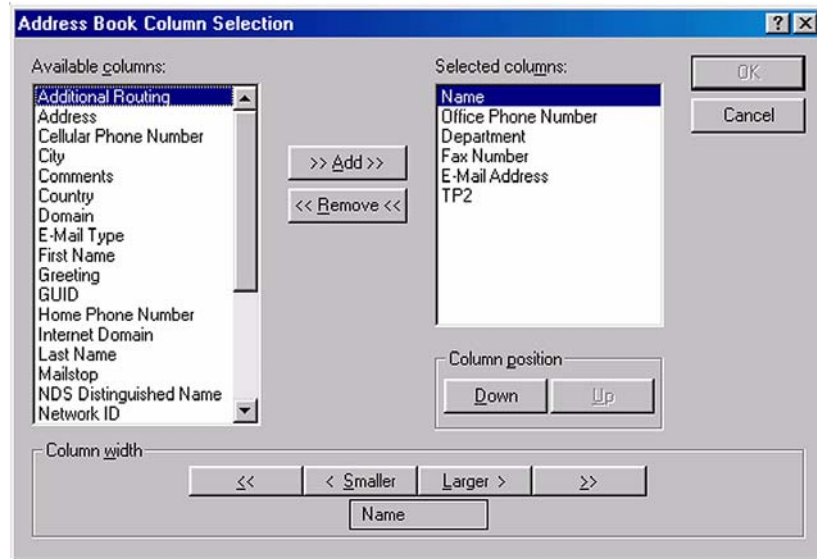 Address Book Column Selection
Available columns:
Additional Routing
Address
Cellular Phone Number
City
Comments
Country
Domain
E-Mail Type
First Name
Greeting
GUID
Home Phone Number
Internet Domain
Last Name
Mailstop
NDS Distinguished Name
Network ID
>> Add >>
<< Remove <<
Selected columns:
Name
Office Phone Number
Department
Fax Number
E-Mail Address
TP2
OK
Cancel
Column position
Down
Up
Column width
<<
< Smaller
Larger >
>>
Name